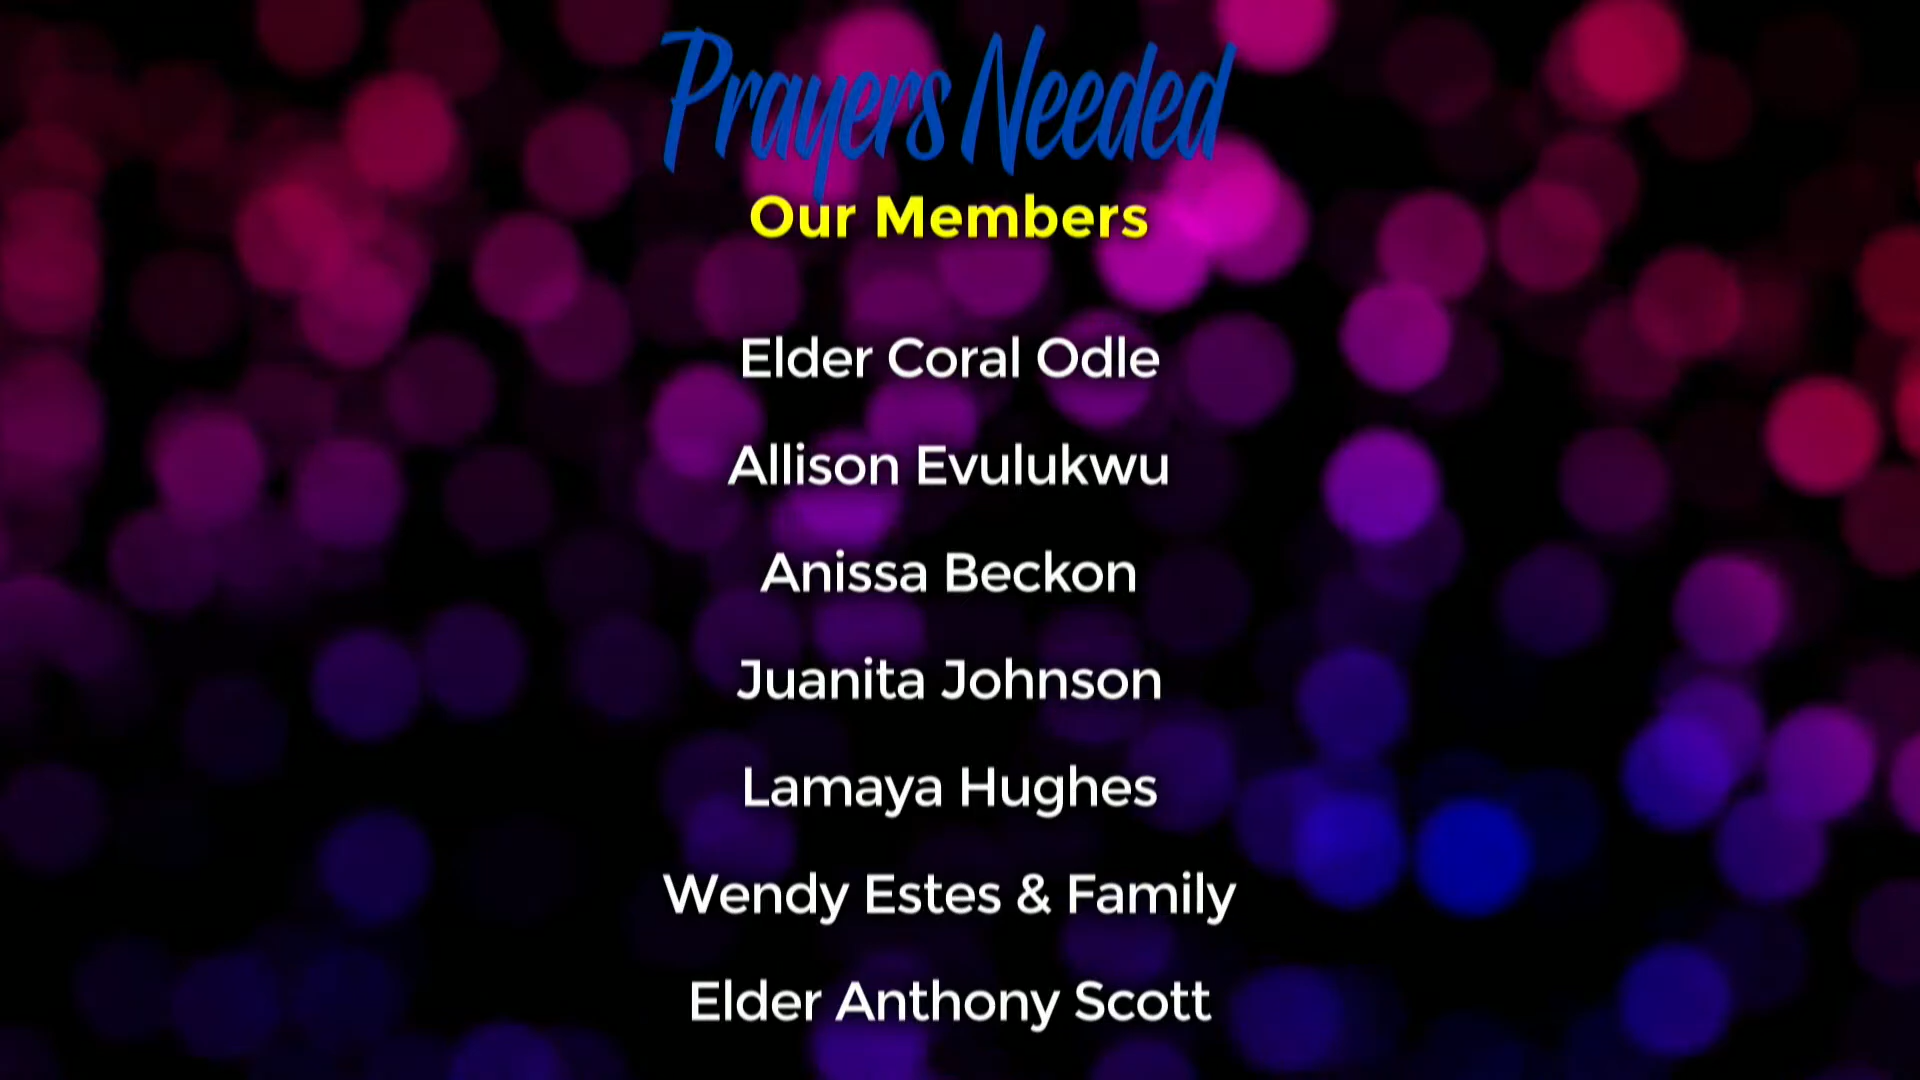 Prayers Needed
Our Members
Elder Coral Odle
Allison Evulukwu
Anissa Beckon
Juanita Johnson
Lamaya Hughes
Wendy Estes & Family
Elder Anthony Scott